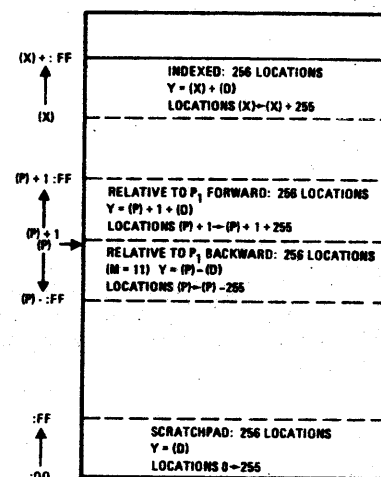 (X) + : FF
INDEXED: 256 LOCATIONS
Y = (X) + (D)
LOCATIONS (X)←(X) + 255
(X)
(P) + 1 :FF
RELATIVE TO P1 FORWARD: 256 LOCATIONS
Y = (P) + 1 + (D)
LOCATIONS (P) + 1←(P) + 1 + 255
(P) + 1
(P)
RELATIVE TO P1 BACKWARD: 256 LOCATIONS
(M = 11) Y = (P)–(D)
LOCATIONS (P)←(P) -255
(P) - :FF
:FF
SCRATCHPAD: 256 LOCATIONS
Y = (D)
LOCATIONS 0←255
:00